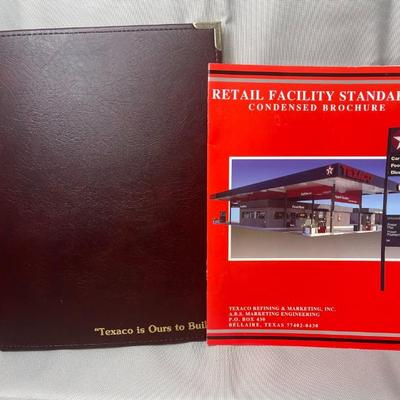 RETAIL FACILITY STANDAR
CONDENSED BROCHURE
TEXACO
"Texaco is Ours to Buil
TEXACO REFINING & MARKETING, INC.
A.B.S. MARKETING ENGINEERING
P.O. BOX 430
BELLAIRE, TEXAS 77402-0430